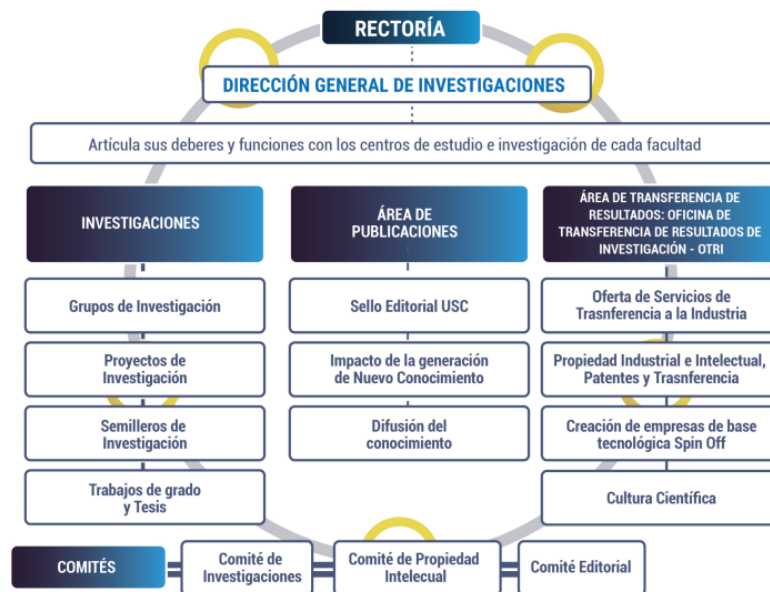 RECTORÍA
DIRECCIÓN GENERAL DE INVESTIGACIONES
Artícula sus deberes y funciones con los centros de estudio e investigación de cada facultad
INVESTIGACIONES
Grupos de Investigación
Proyectos de
Investigación
Semilleros de
Investigación
Trabajos de grado
y Tesis
ÁREA DE
PUBLICACIONES
Sello Editorial USC
Impacto de la generación
de Nuevo Conocimiento
Difusión del
conocimiento
ÁREA DE TRANSFERENCIA DE
RESULTADOS: OFICINA DE
TRANSFERENCIA DE RESULTADOS DE
INVESTIGACIÓN - OTRI
Oferta de Servicios de
Trasnferencia a la Industria
Propiedad Industrial e Intelectual,
Patentes y Trasnferencia
Creación de empresas de base
tecnológica Spin Off
Cultura Científica
COMITÉS
Comité de
Investigaciones
Comité de Propiedad
Intelecual
Comité Editorial